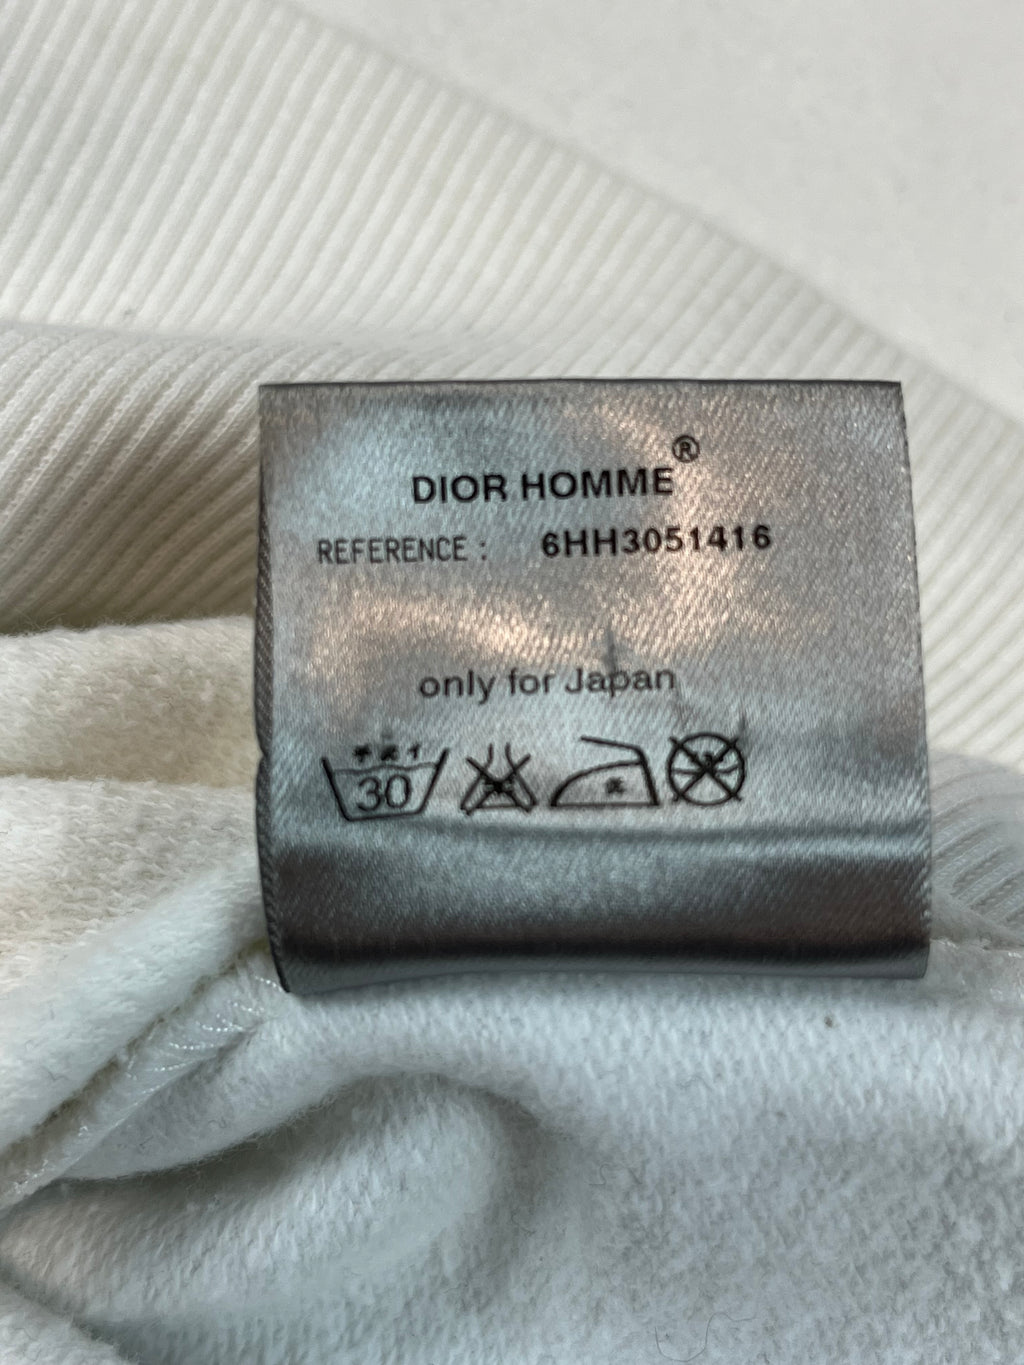 DIOR HOMME®
REFERENCE : 6HH3051416
only for Japan
30